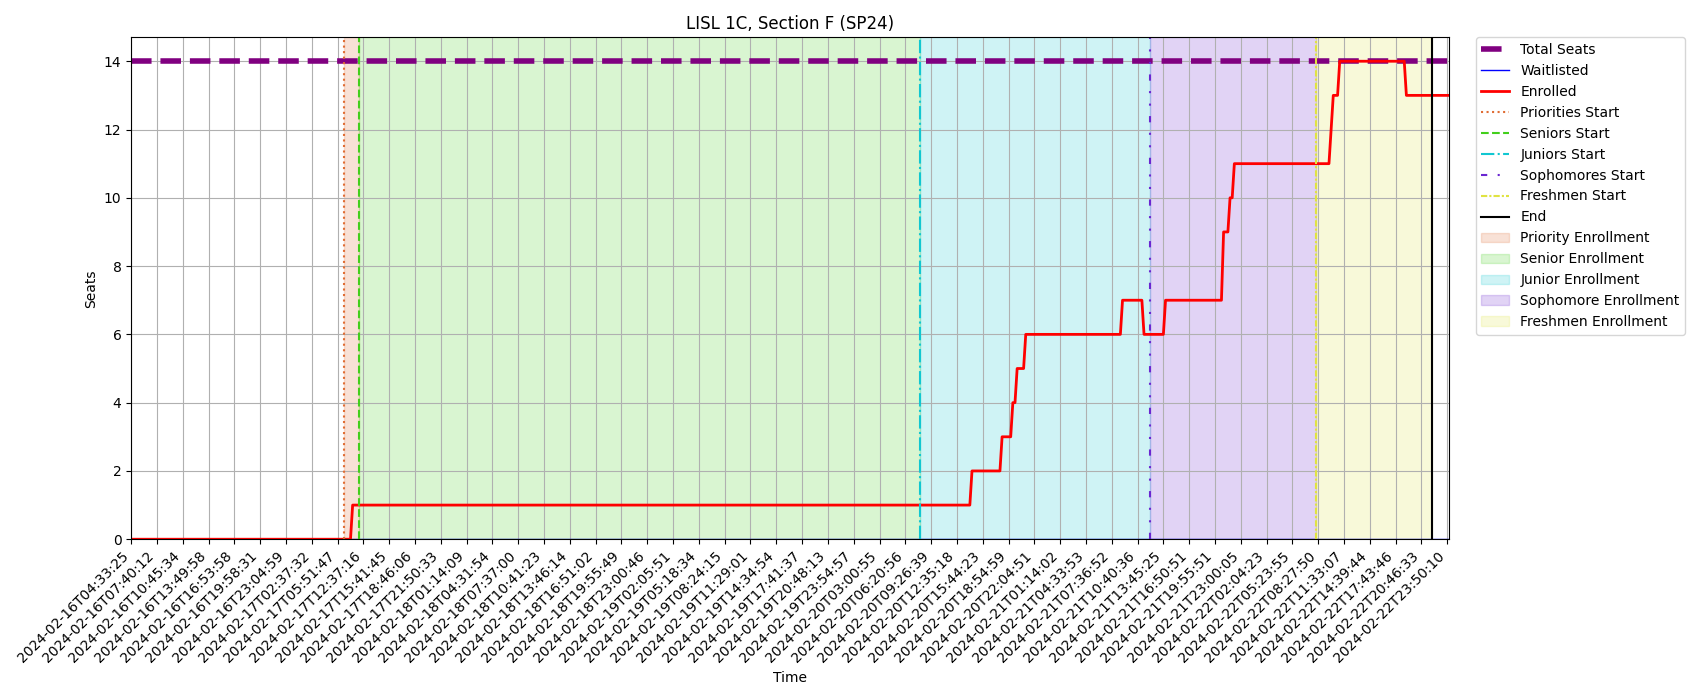 LISL 1C, Section F (SP24)
Seats
14
12
10
8
6
4
2
0
2024-02-16T04:33:25
2024-02-16T07:40:12
2024-02-16T10:45:34
2024-02-16T13:49:58
2024-02-16T16:53:58
2024-02-16T19:58:31
2024-02-16T23:04:59
2024-02-17T02:37:32
2024-02-17T05:51:47
2024-02-17T12:37:16
2024-02-17T15:41:45
2024-02-17T18:46:06
2024-02-17T21:50:33
2024-02-18T01:14:09
2024-02-18T04:31:54
2024-02-18T07:37:00
2024-02-18T10:41:23
2024-02-18T13:46:14
2024-02-18T16:51:02
2024-02-18T19:55:49
2024-02-18T23:00:46
2024-02-19T02:05:51
2024-02-19T05:18:34
2024-02-19T08:24:15
2024-02-19T11:29:01
2024-02-19T14:34:54
2024-02-19T17:41:37
2024-02-19T20:48:13
2024-02-19T23:54:57
2024-02-20T03:00:55
2024-02-20T06:20:56
2024-02-20T09:26:39
2024-02-20T12:35:18
2024-02-20T15:44:23
2024-02-20T18:54:59
2024-02-20T22:04:51
2024-02-21T01:14:02
2024-02-21T04:35:53
2024-02-21T07:36:52
2024-02-21T10:40:36
2024-02-21T13:45:25
2024-02-21T16:50:51
2024-02-21T19:55:51
2024-02-21T23:00:05
2024-02-22T02:04:23
2024-02-22T05:23:55
2024-02-22T08:27:50
2024-02-22T11:33:07
2024-02-22T14:39:44
2024-02-22T17:43:46
2024-02-22T20:46:33
2024-02-22T23:50:10
Time
Total Seats
Waitlisted
Enrolled
Priorities Start
Seniors Start
Juniors Start
Sophomores Start
Freshmen Start
End
Priority Enrollment
Senior Enrollment
Junior Enrollment
Sophomore Enrollment
Freshmen Enrollment